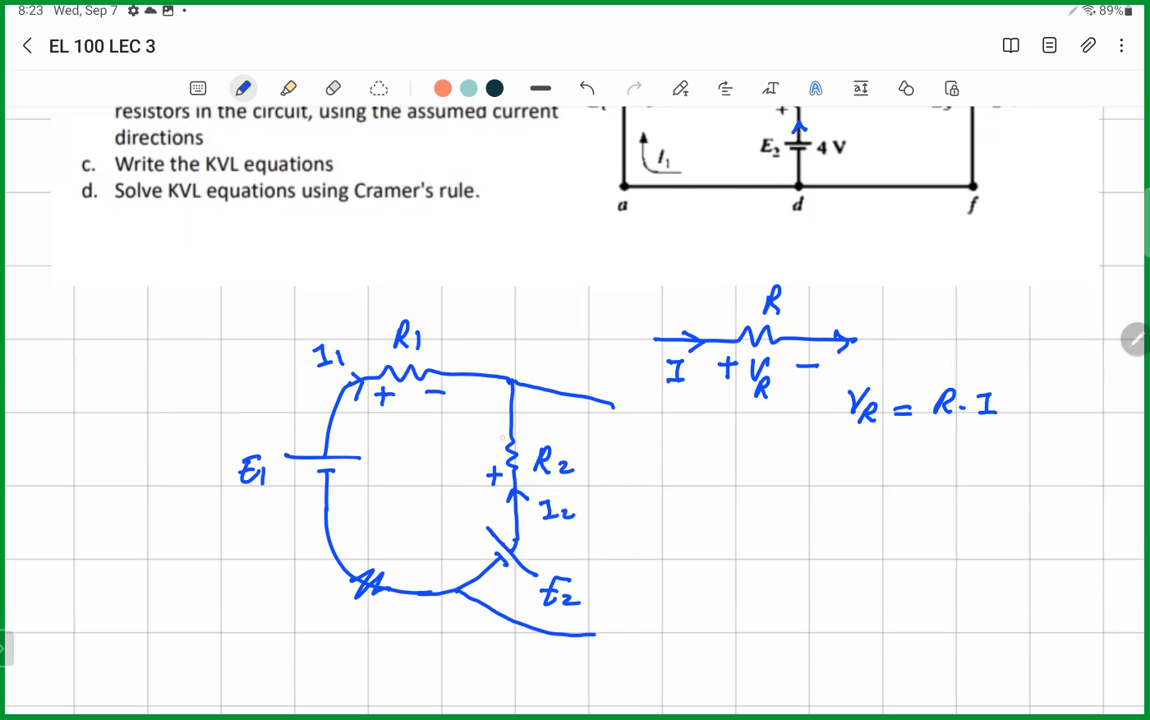 8:23 Wed, Sep 7
89%
EL 100 LEC 3
resistors in the circuit, using the assumed current
directions
c. Write the KVL equations
d. Solve KVL equations using Cramer's rule.
+
I₁
E₂ 4 V
a d f
R
I + V_R −
V_R = R·I
I₁ R₁
+ −
E₁
+ R₂
I₂
E₂